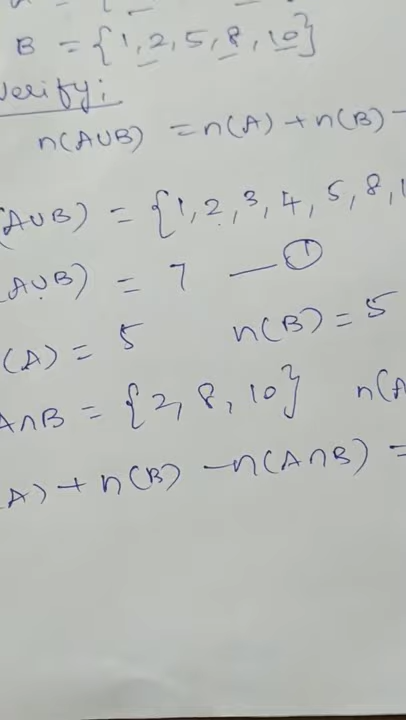 B = {1, 2, 5, 8, 10}
Verify:
n(A∪B) = n(A) + n(B) -
(A∪B) = {1, 2, 3, 4, 5, 8, 1
(A∪B) = 7 — ①
(A) = 5 n(B) = 5
A∩B = {2, 8, 10} n(A
(A) + n(B) - n(A∩B) =